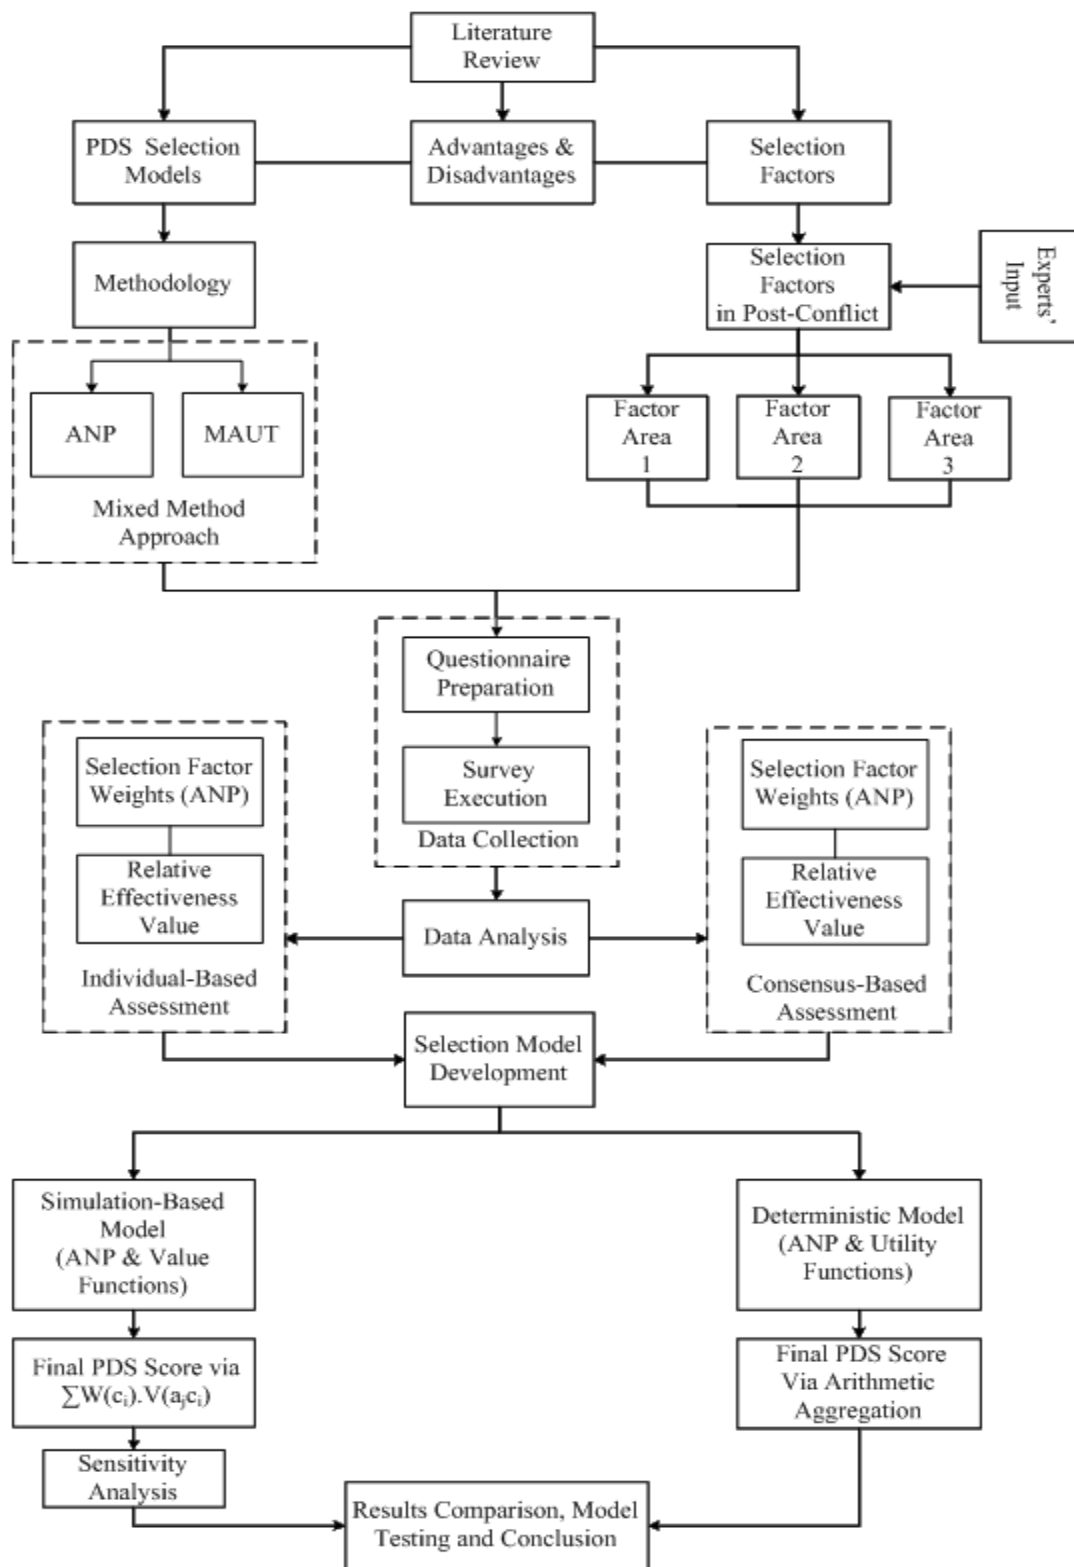 Literature
Review
PDS Selection
Models
Advantages &
Disadvantages
Selection
Factors
Methodology
Selection
Factors
in Post-Conflict
Experts'
Input
ANP
MAUT
Mixed Method
Approach
Factor
Area
1
Factor
Area
2
Factor
Area
3
Questionnaire
Preparation
Survey
Execution
Data Collection
Selection Factor
Weights (ANP)
Relative
Effectiveness
Value
Individual-Based
Assessment
Data Analysis
Selection Factor
Weights (ANP)
Relative
Effectiveness
Value
Consensus-Based
Assessment
Selection Model
Development
Simulation-Based
Model
(ANP & Value
Functions)
Deterministic Model
(ANP & Utility
Functions)
Final PDS Score via
∑W(cᵢ).V(aⱼcᵢ)
Final PDS Score
Via Arithmetic
Aggregation
Sensitivity
Analysis
Results Comparison, Model
Testing and Conclusion